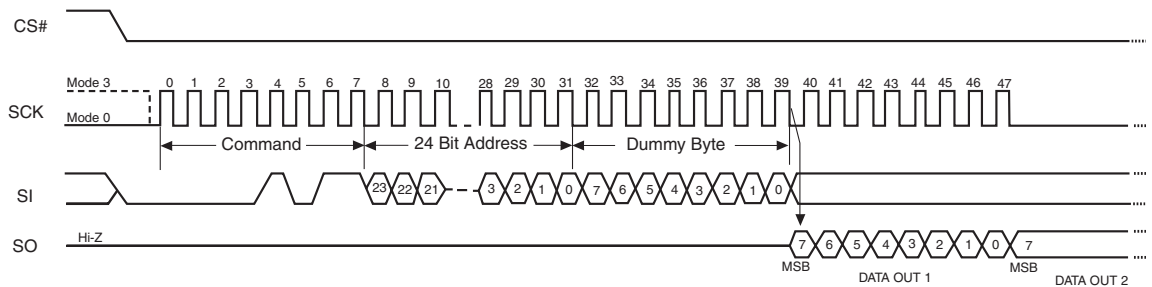 CS#
Mode 3
0 1 2 3 4 5 6 7 8 9 10 28 29 30 31 32 33 34 35 36 37 38 39 40 41 42 43 44 45 46 47
SCK
Mode 0
Command 24 Bit Address Dummy Byte
SI
23 22 21 3 2 1 0 7 6 5 4 3 2 1 0
SO
Hi-Z
7 6 5 4 3 2 1 0 7
MSB DATA OUT 1 MSB DATA OUT 2